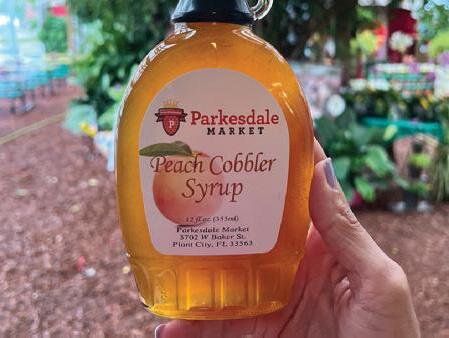 P
Parkesdale
MARKET
Peach Cobbler
Syrup
12 fl oz. (355ml)
Parkesdale Market
3702 W Baker St.
Plant City, FL 33563